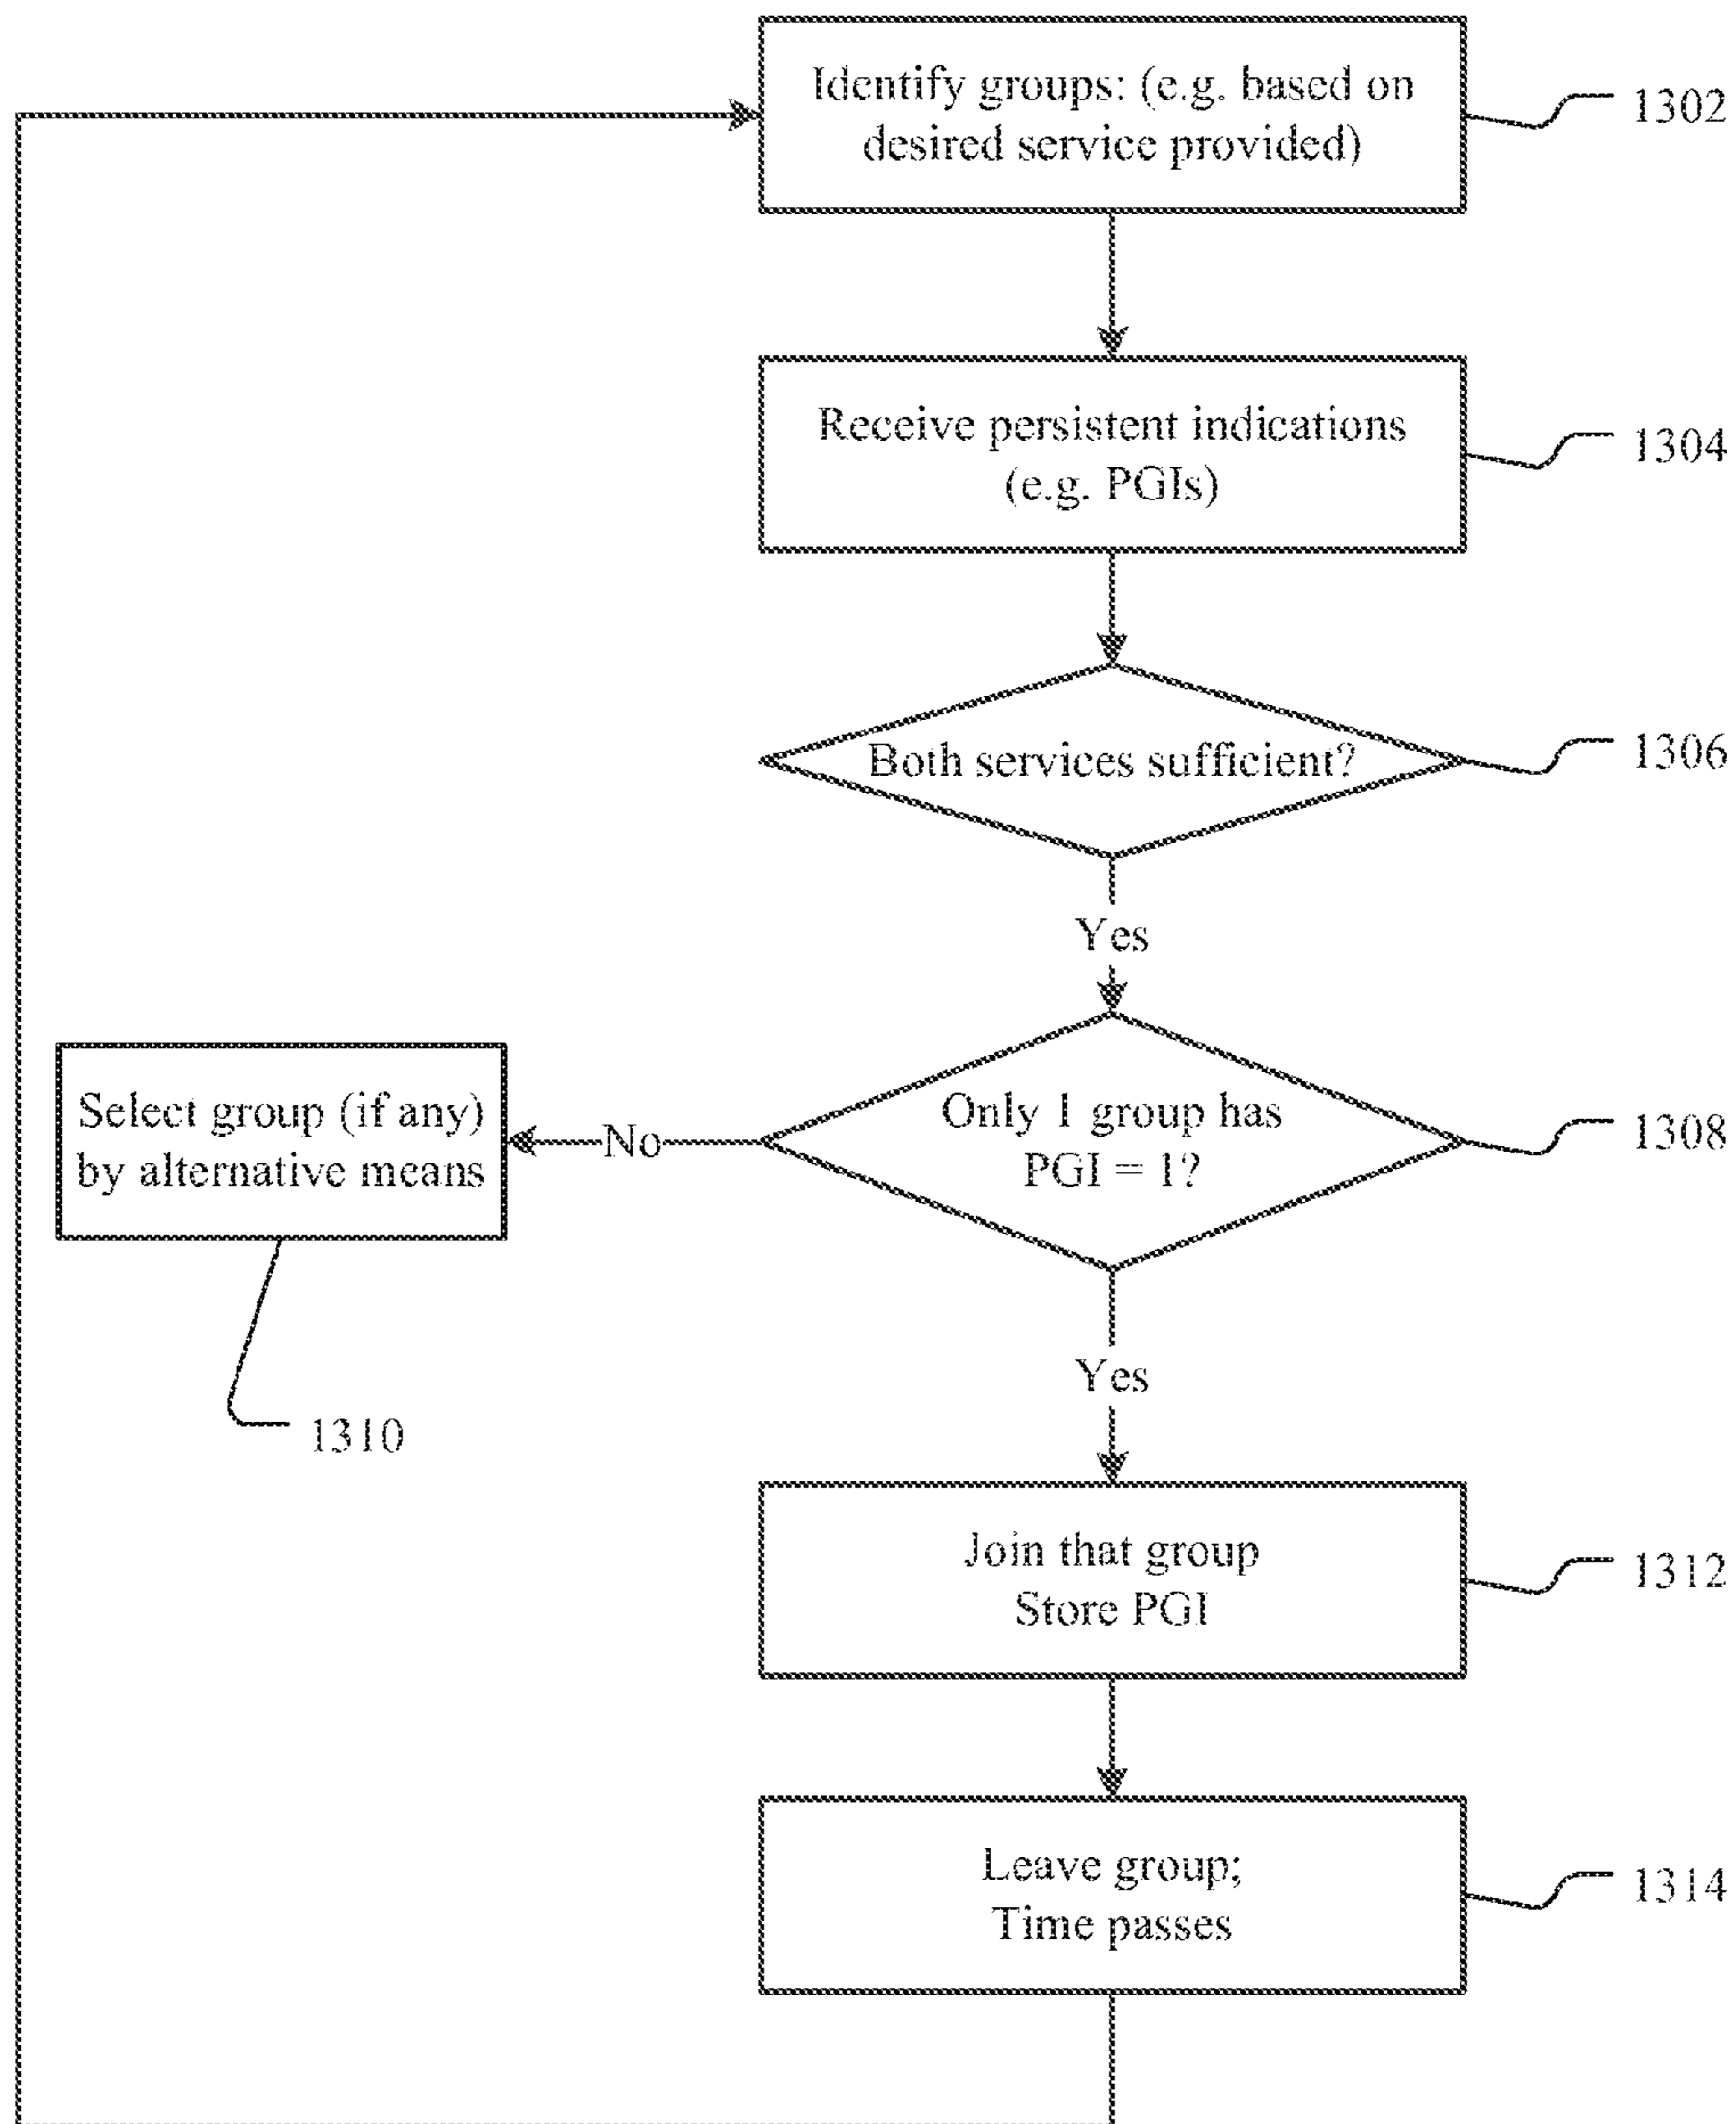 Identify groups: (e.g. based on
desired service provided)
1302
Receive persistent indications
(e.g. PGIs)
1304
Both services sufficient?
1306
Yes
Only 1 group has
PGI = 1?
1308
No
Select group (if any)
by alternative means
1310
Yes
Join that group
Store PGI
1312
Leave group;
Time passes
1314